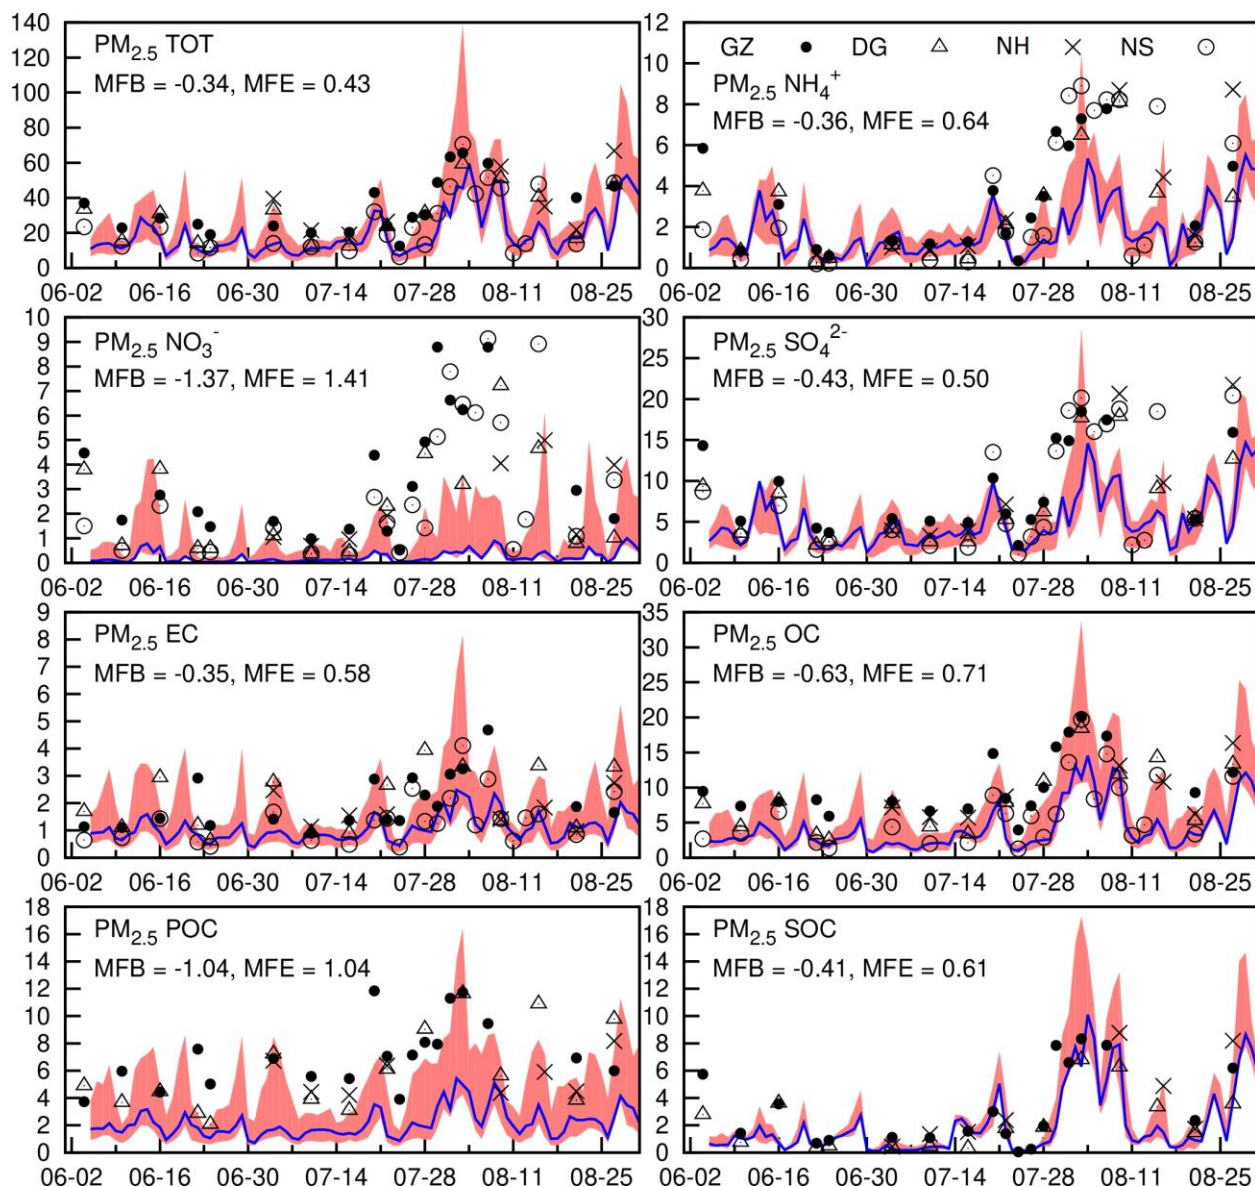 PM2.5 TOT
MFB = -0.34, MFE = 0.43
140
120
100
80
60
40
20
0
06-02 06-16 06-30 07-14 07-28 08-11 08-25
GZ DG NH NS
PM2.5 NH4+
MFB = -0.36, MFE = 0.64
12
10
8
6
4
2
0
06-02 06-16 06-30 07-14 07-28 08-11 08-25
PM2.5 NO3-
MFB = -1.37, MFE = 1.41
10
9
8
7
6
5
4
3
2
1
0
06-02 06-16 06-30 07-14 07-28 08-11 08-25
PM2.5 SO42-
MFB = -0.43, MFE = 0.50
30
25
20
15
10
5
0
06-02 06-16 06-30 07-14 07-28 08-11 08-25
PM2.5 EC
MFB = -0.35, MFE = 0.58
9
8
7
6
5
4
3
2
1
0
06-02 06-16 06-30 07-14 07-28 08-11 08-25
PM2.5 OC
MFB = -0.63, MFE = 0.71
35
30
25
20
15
10
5
0
06-02 06-16 06-30 07-14 07-28 08-11 08-25
PM2.5 POC
MFB = -1.04, MFE = 1.04
18
16
14
12
10
8
6
4
2
0
06-02 06-16 06-30 07-14 07-28 08-11 08-25
PM2.5 SOC
MFB = -0.41, MFE = 0.61
18
16
14
12
10
8
6
4
2
0
06-02 06-16 06-30 07-14 07-28 08-11 08-25